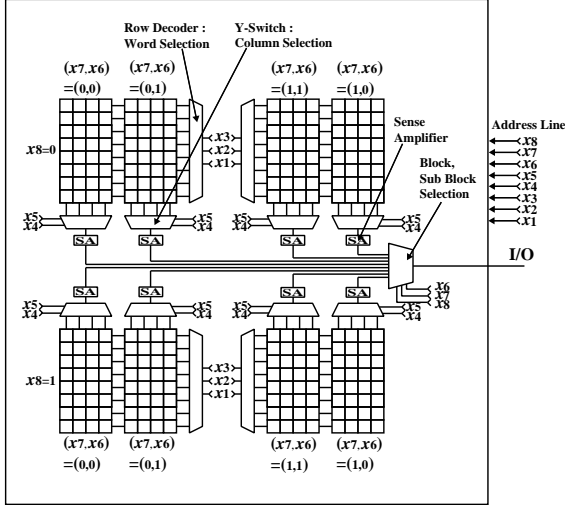 Row Decoder : Y-Switch :
Word Selection Column Selection
(x7,x6) (x7,x6) (x7,x6) (x7,x6)
=(0,0) =(0,1) =(1,1) =(1,0)
Sense
Amplifier
Address Line
x8=0
x3
x2
x1
Block,
Sub Block
Selection
x8
x7
x6
x5
x4
x3
x2
x1
x5 x5 x5 x5
x4 x4 x4 x4
SA SA SA SA
I/O
SA SA SA SA
x6
x7
x8
x5 x5 x5 x5
x4 x4 x4 x4
x8=1
x3
x2
x1
(x7,x6) (x7,x6) (x7,x6) (x7,x6)
=(0,0) =(0,1) =(1,1) =(1,0)